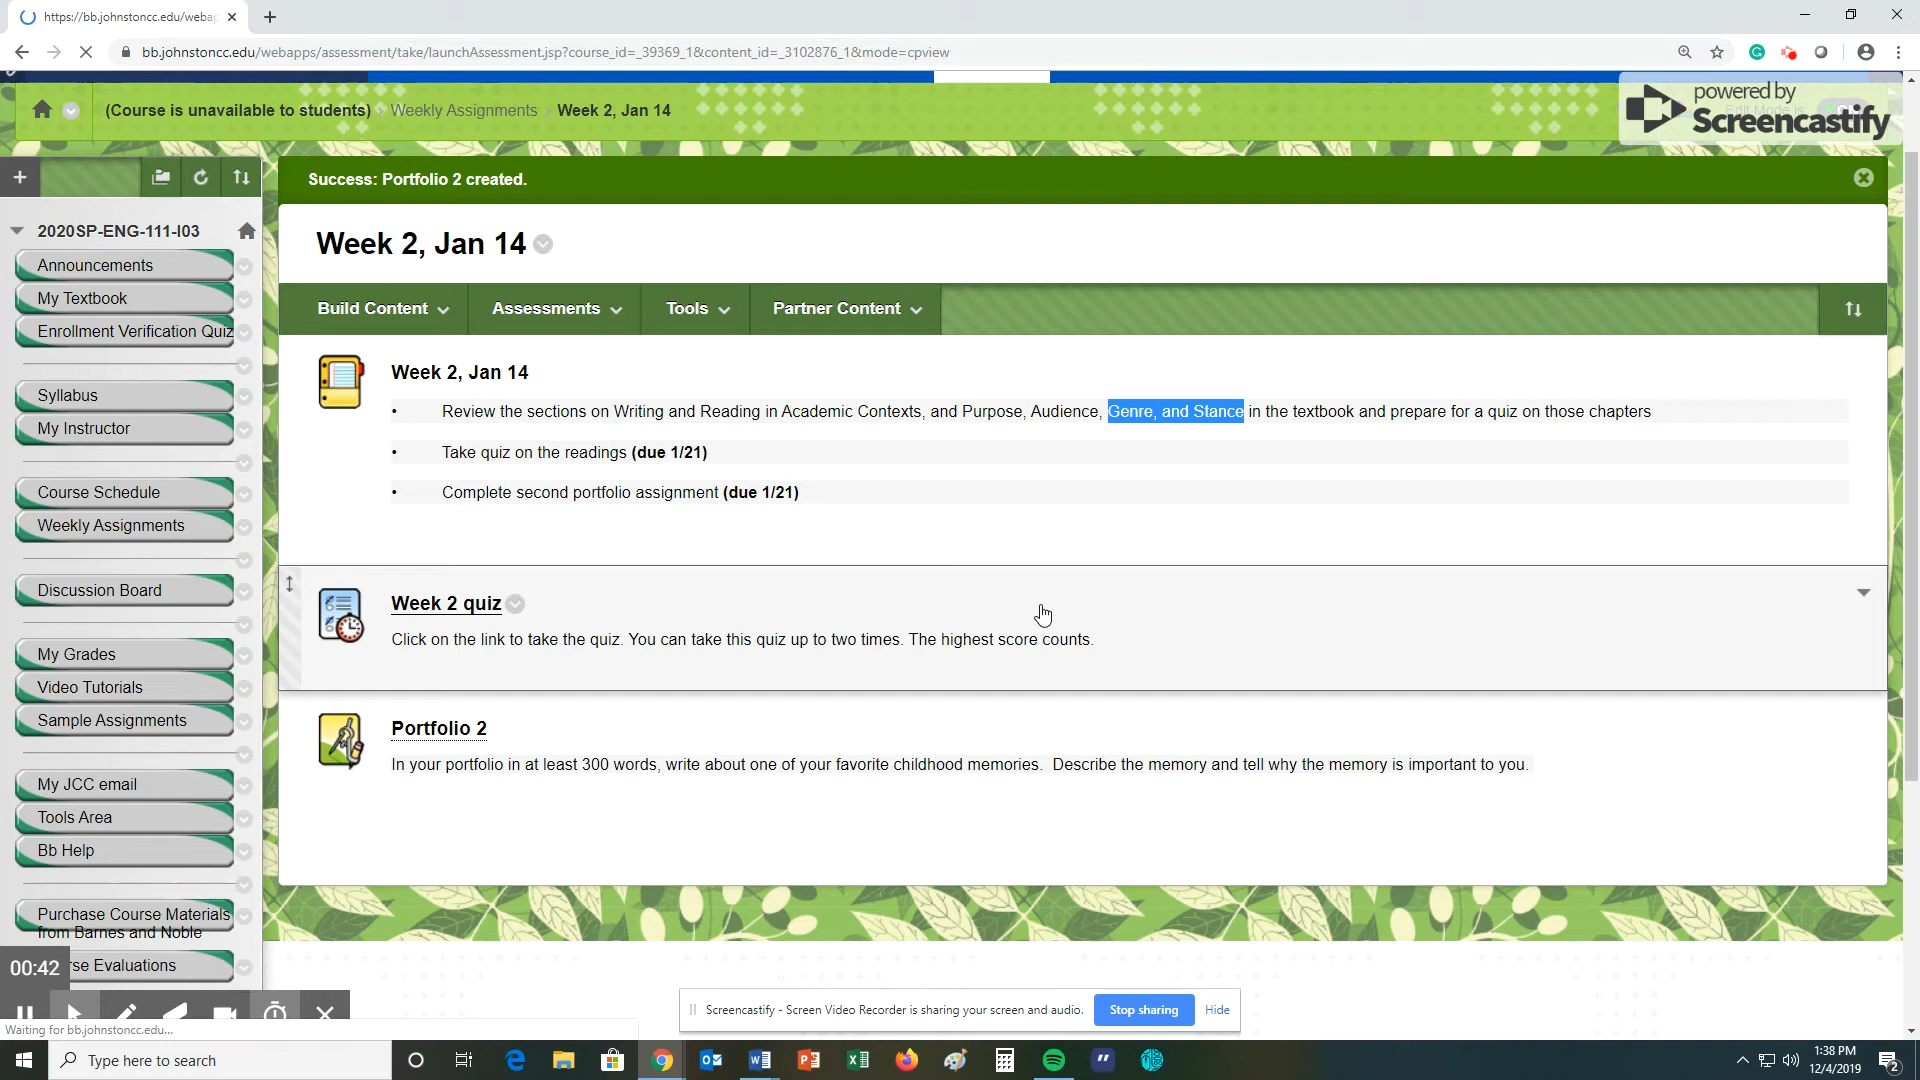 https://bb.johnstoncc.edu/webap
bb.johnstoncc.edu/webapps/assessment/take/launchAssessment.jsp?course_id=_39369_1&content_id=_3102876_1&mode=cpview
(Course is unavailable to students) Weekly Assignments Week 2, Jan 14
powered by
Screencastify
Edit Mode is:
Success: Portfolio 2 created.
2020SP-ENG-111-I03
Announcements
My Textbook
Enrollment Verification Quiz
Syllabus
My Instructor
Course Schedule
Weekly Assignments
Discussion Board
My Grades
Video Tutorials
Sample Assignments
My JCC email
Tools Area
Bb Help
Purchase Course Materials
from Barnes and Noble
se Evaluations
Week 2, Jan 14
Build Content
Assessments
Tools
Partner Content
Week 2, Jan 14
• Review the sections on Writing and Reading in Academic Contexts, and Purpose, Audience, Genre, and Stance in the textbook and prepare for a quiz on those chapters
• Take quiz on the readings (due 1/21)
• Complete second portfolio assignment (due 1/21)
Week 2 quiz
Click on the link to take the quiz. You can take this quiz up to two times. The highest score counts.
Portfolio 2
In your portfolio in at least 300 words, write about one of your favorite childhood memories. Describe the memory and tell why the memory is important to you.
00:42
Screencastify - Screen Video Recorder is sharing your screen and audio.
Stop sharing
Hide
Waiting for bb.johnstoncc.edu...
Type here to search
1:38 PM
12/4/2019
2